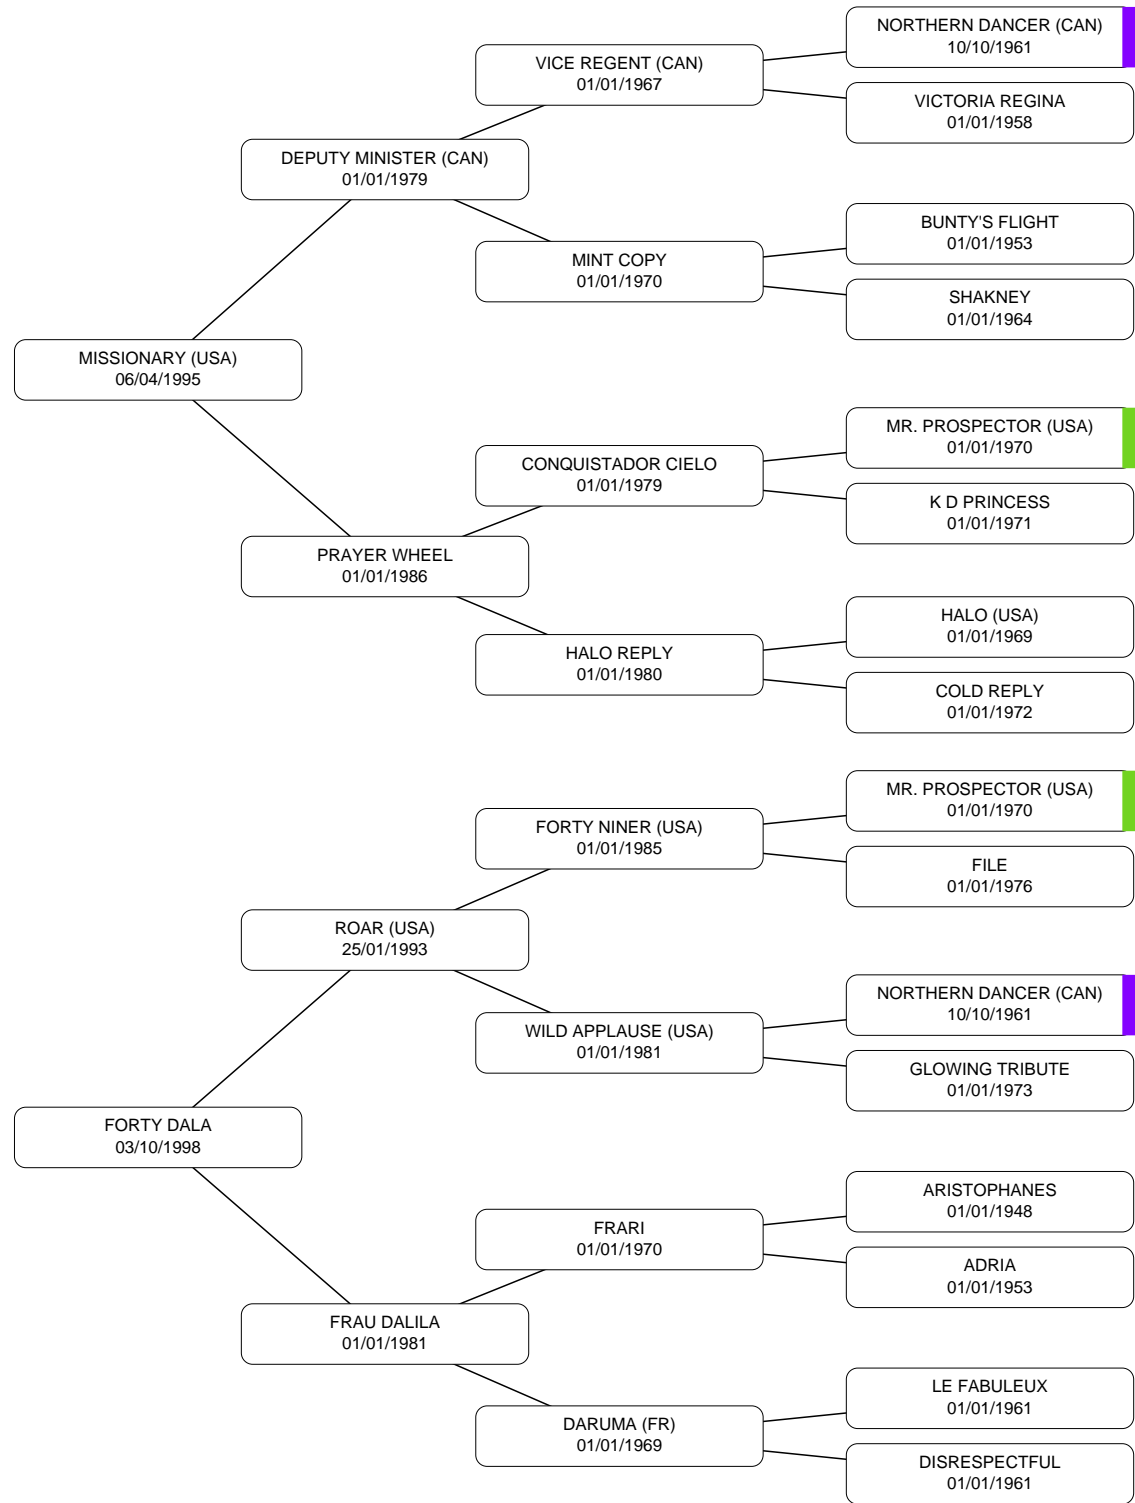 NORTHERN DANCER (CAN)
10/10/1961
VICE REGENT (CAN)
01/01/1967
VICTORIA REGINA
01/01/1958
DEPUTY MINISTER (CAN)
01/01/1979
BUNTY'S FLIGHT
01/01/1953
MINT COPY
01/01/1970
SHAKNEY
01/01/1964
MISSIONARY (USA)
06/04/1995
MR. PROSPECTOR (USA)
01/01/1970
CONQUISTADOR CIELO
01/01/1979
K D PRINCESS
01/01/1971
PRAYER WHEEL
01/01/1986
HALO (USA)
01/01/1969
HALO REPLY
01/01/1980
COLD REPLY
01/01/1972
MR. PROSPECTOR (USA)
01/01/1970
FORTY NINER (USA)
01/01/1985
FILE
01/01/1976
ROAR (USA)
25/01/1993
NORTHERN DANCER (CAN)
10/10/1961
WILD APPLAUSE (USA)
01/01/1981
GLOWING TRIBUTE
01/01/1973
FORTY DALA
03/10/1998
ARISTOPHANES
01/01/1948
FRARI
01/01/1970
ADRIA
01/01/1953
FRAU DALILA
01/01/1981
LE FABULEUX
01/01/1961
DARUMA (FR)
01/01/1969
DISRESPECTFUL
01/01/1961